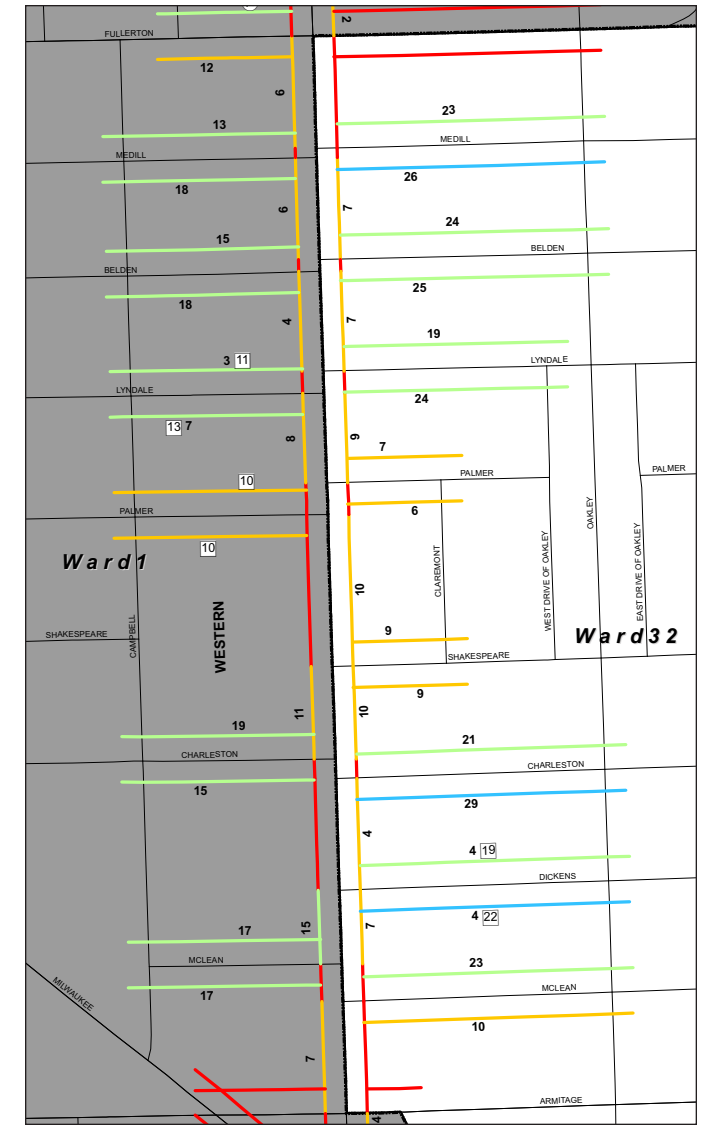 2
FULLERTON
12
6
23
13
MEDILL
MEDILL
26
18
6
7
24
15
BELDEN
BELDEN
25
18
4
7
19
3 11
LYNDALE
LYNDALE
24
13 7
8
9
7
10
PALMER
PALMER
6
PALMER
OAKLEY
10
Ward1
CLAREMONT
WEST DRIVE OF OAKLEY
EAST DRIVE OF OAKLEY
10
WESTERN
CAMPBELL
SHAKESPEARE
9
Ward32
SHAKESPEARE
9
11
10
19
21
CHARLESTON
CHARLESTON
15
29
4
4 19
DICKENS
4 22
15
7
17
MCLEAN
23
MILWAUKEE
17
MCLEAN
10
7
ARMITAGE
4